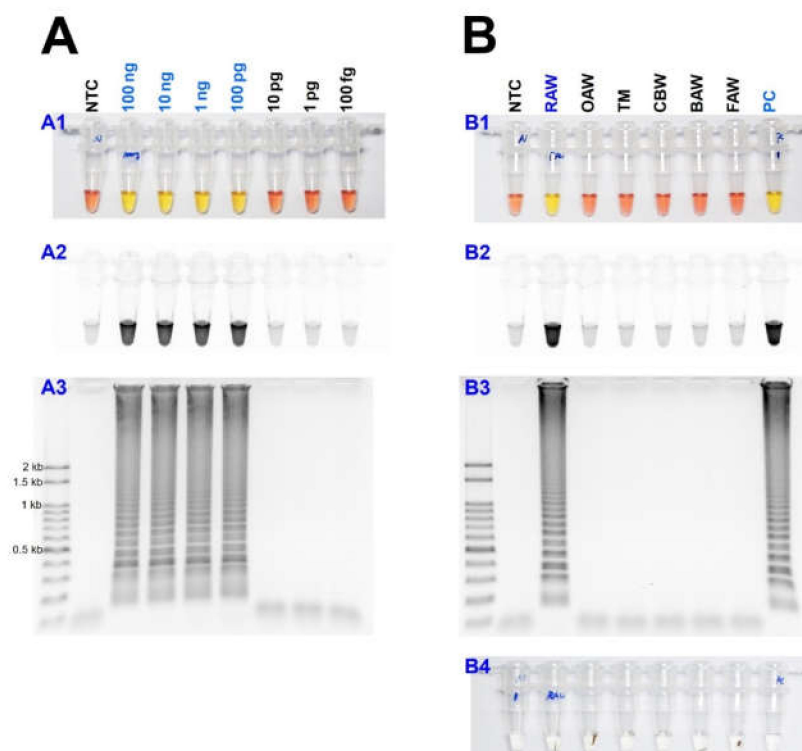 A
B
NTC
100 ng
10 ng
1 ng
100 pg
10 pg
1 pg
100 fg
NTC
RAW
OAW
TM
CBW
BAW
FAW
PC
A1
B1
A2
B2
A3
B3
2 kb
1.5 kb
1 kb
0.5 kb
B4
RAW